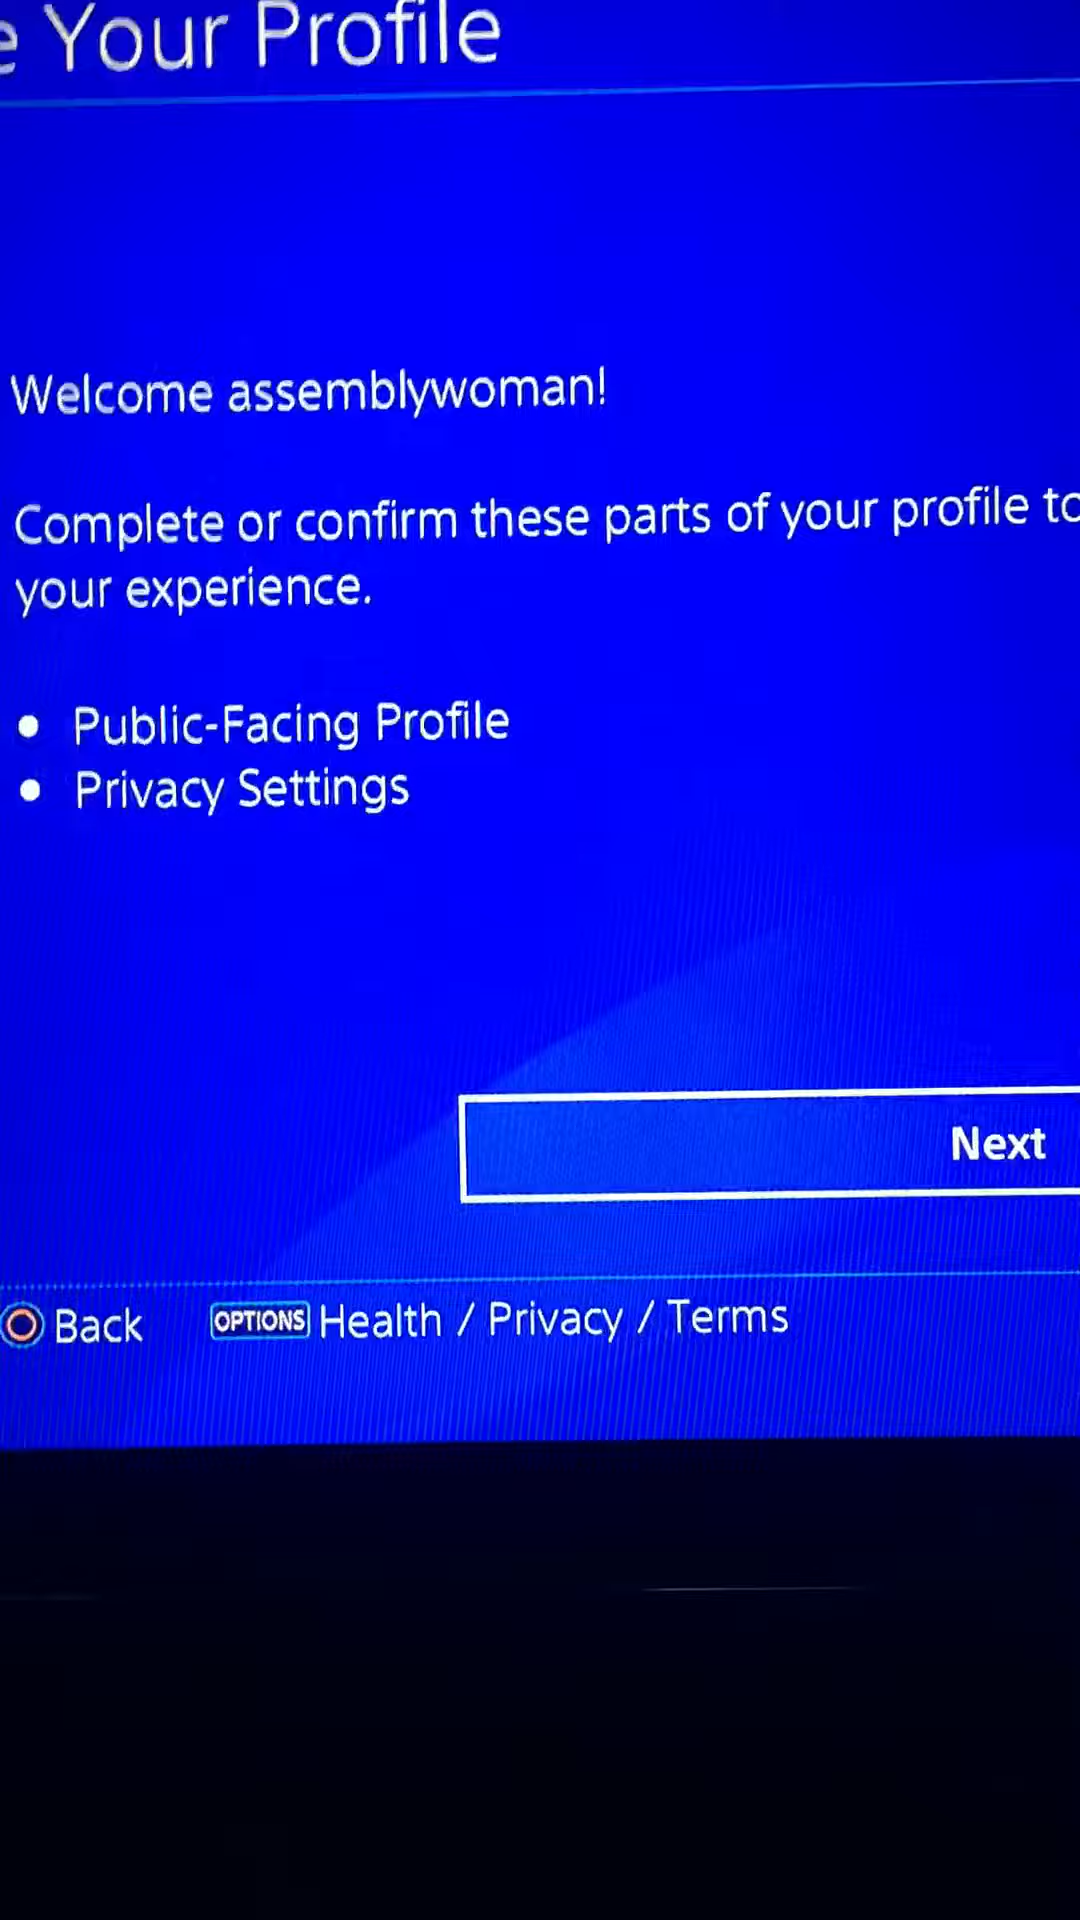 e Your Profile
Welcome assemblywoman!
Complete or confirm these parts of your profile to
your experience.
• Public-Facing Profile
• Privacy Settings
Next
Back OPTIONS Health / Privacy / Terms